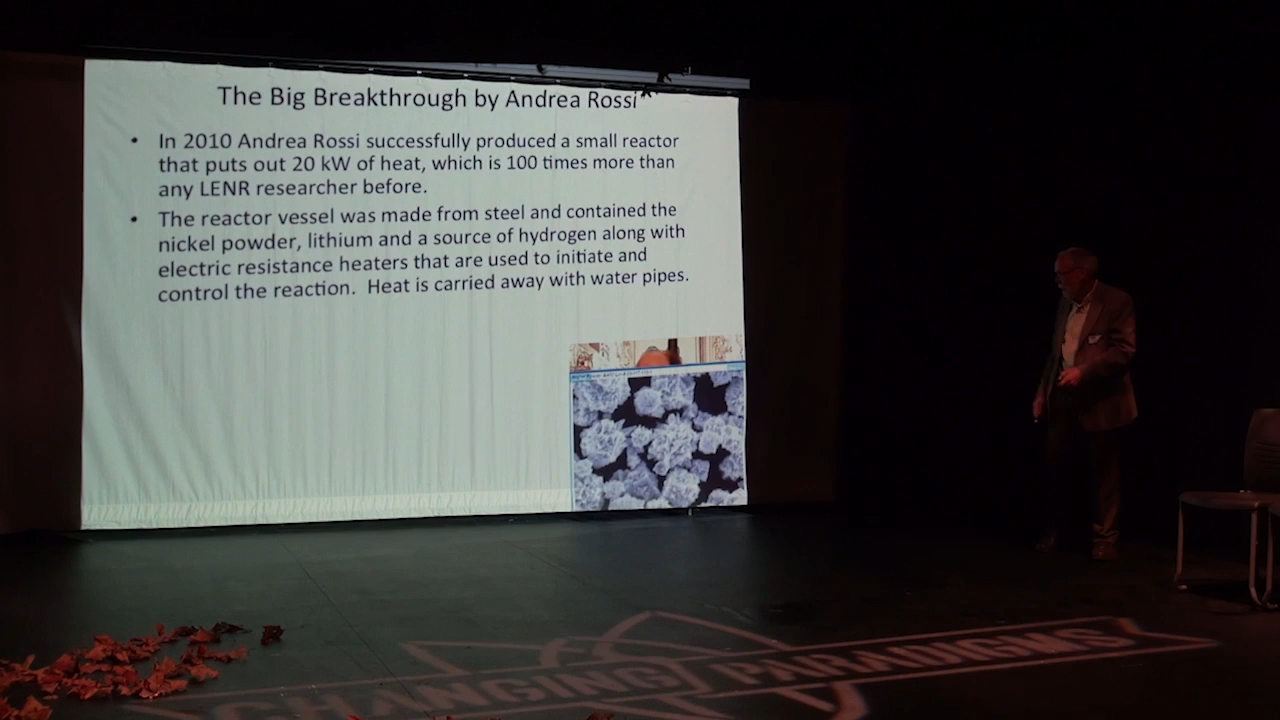 The Big Breakthrough by Andrea Rossi*
• In 2010 Andrea Rossi successfully produced a small reactor
that puts out 20 kW of heat, which is 100 times more than
any LENR researcher before.
• The reactor vessel was made from steel and contained the
nickel powder, lithium and a source of hydrogen along with
electric resistance heaters that are used to initiate and
control the reaction. Heat is carried away with water pipes.
CHANGING PARADIGMS